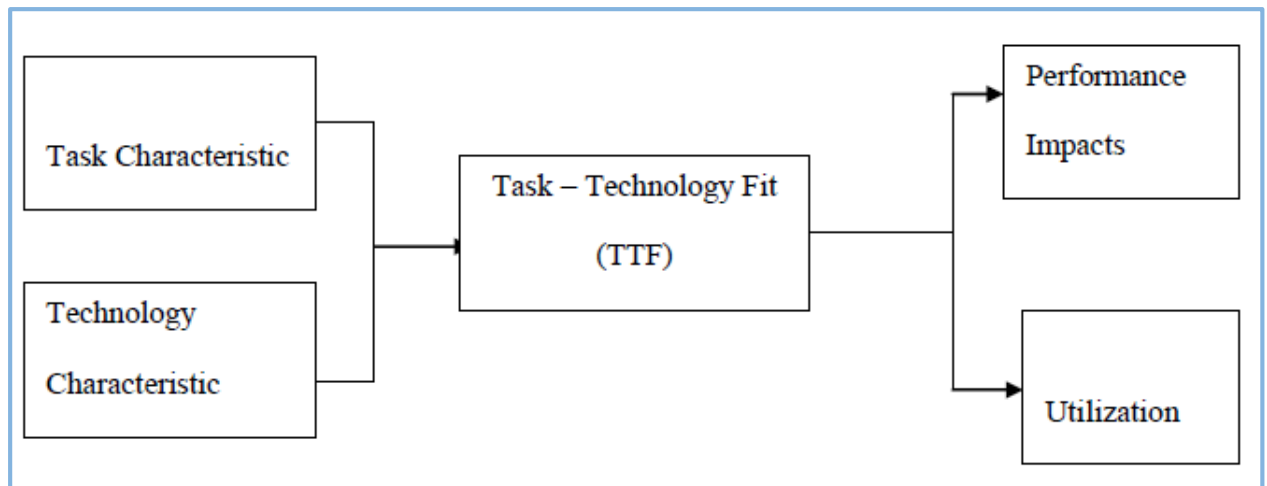 Task Characteristic
Technology
Characteristic
Task – Technology Fit
(TTF)
Performance
Impacts
Utilization